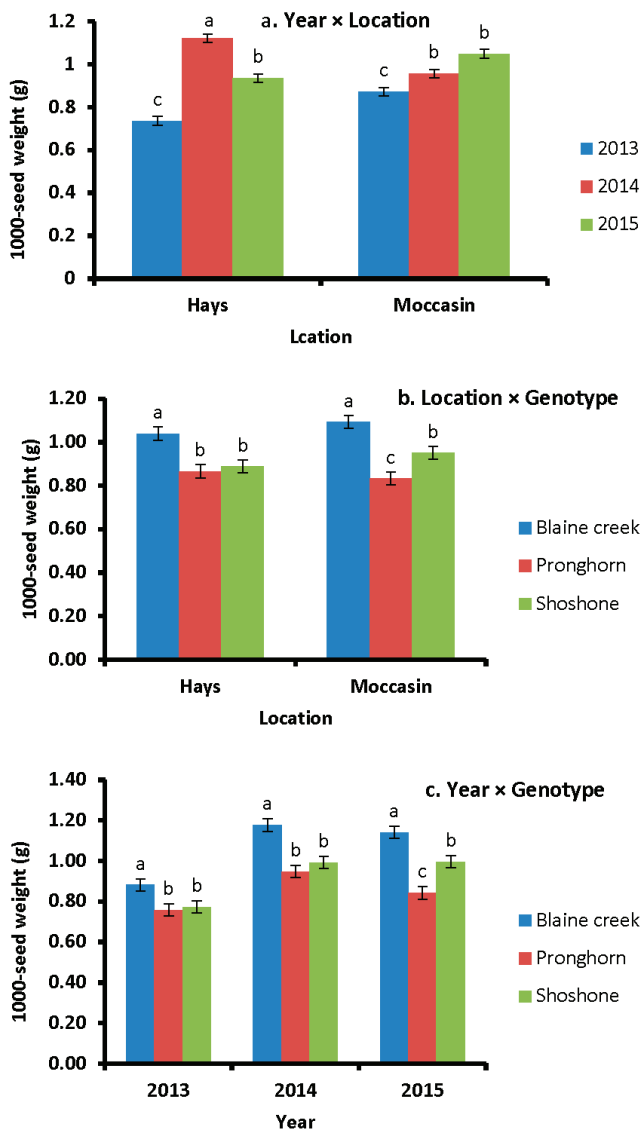 a. Year × Location
1000-seed weight (g)
1.2
1
0.8
0.6
0.4
0.2
0
c
a
b
c
b
b
2013
2014
2015
Hays
Moccasin
Lcation
b. Location × Genotype
1000-seed weight (g)
1.20
1.00
0.80
0.60
0.40
0.20
0.00
a
b
b
a
c
b
Blaine creek
Pronghorn
Shoshone
Hays
Moccasin
Location
c. Year × Genotype
1000-seed weight (g)
1.40
1.20
1.00
0.80
0.60
0.40
0.20
0.00
a
b
b
a
b
b
a
c
b
Blaine creek
Pronghorn
Shoshone
2013
2014
2015
Year